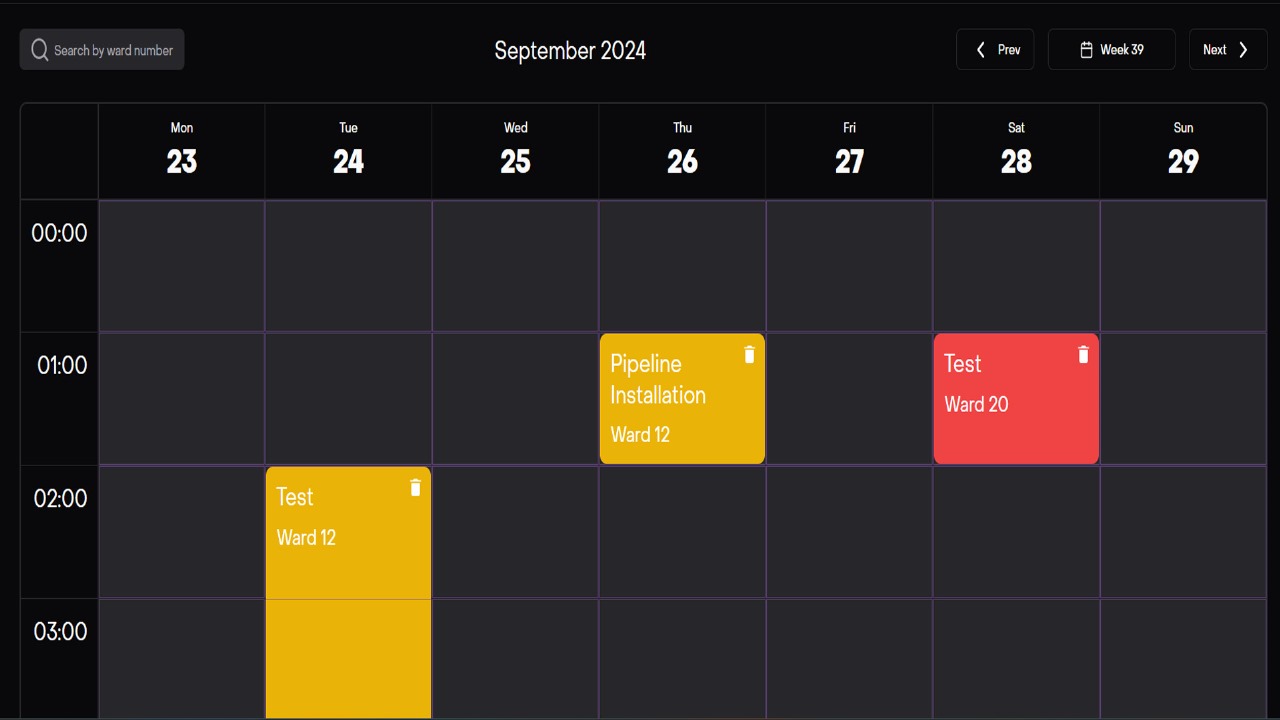 Search by ward number
September 2024
Prev
Week 39
Next
Mon
23
Tue
24
Wed
25
Thu
26
Fri
27
Sat
28
Sun
29
00:00
01:00
Pipeline
Installation
Ward 12
Test
Ward 20
02:00
Test
Ward 12
03:00